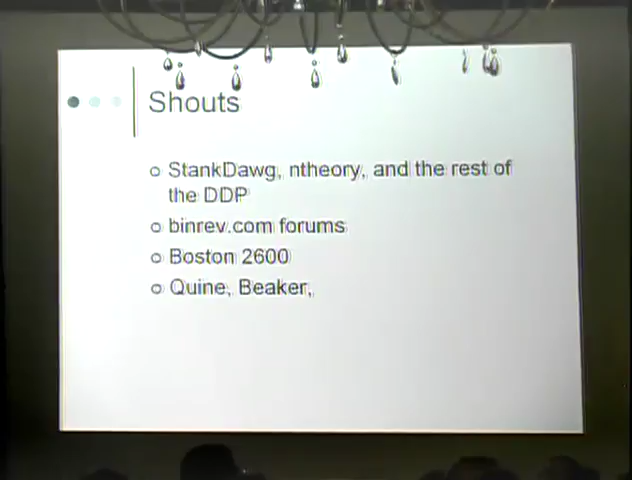 Shouts
StankDawg, ntheory, and the rest of
the DDP
binrev.com forums
Boston 2600
Quine, Beaker,